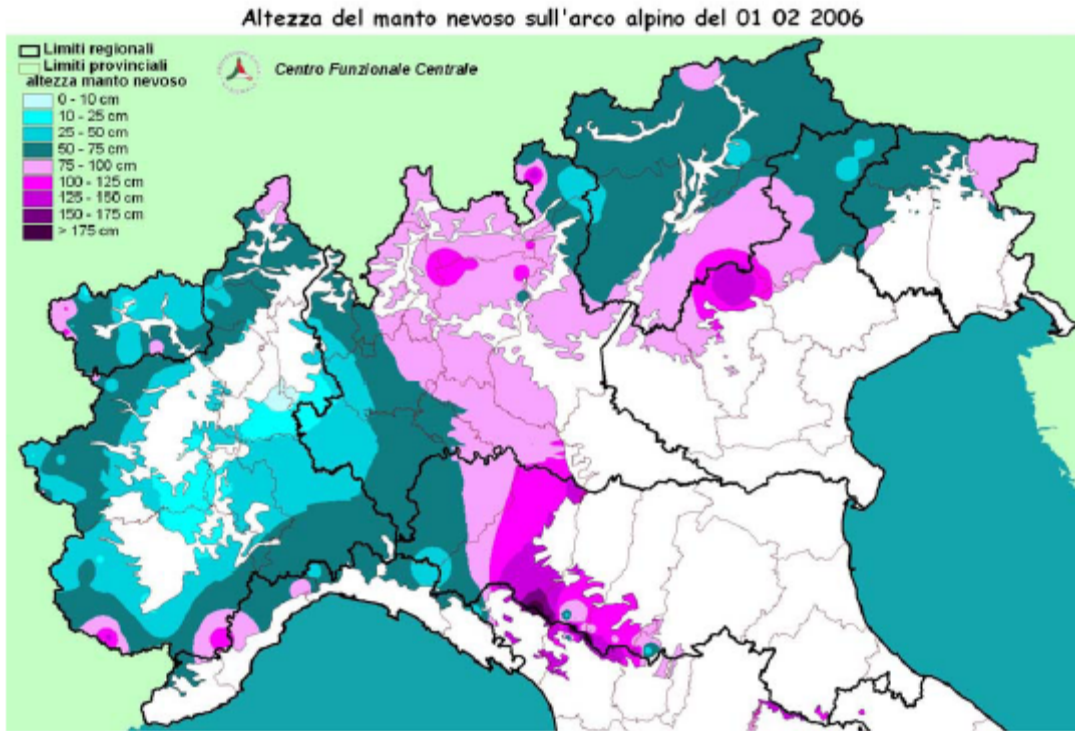 Altezza del manto nevoso sull'arco alpino del 01 02 2006
Limiti regionali
Limiti provinciali
altezza manto nevoso
0 - 10 cm
10 - 25 cm
25 - 50 cm
50 - 75 cm
75 - 100 cm
100 - 125 cm
125 - 150 cm
150 - 175 cm
> 175 cm
Centro Funzionale Centrale